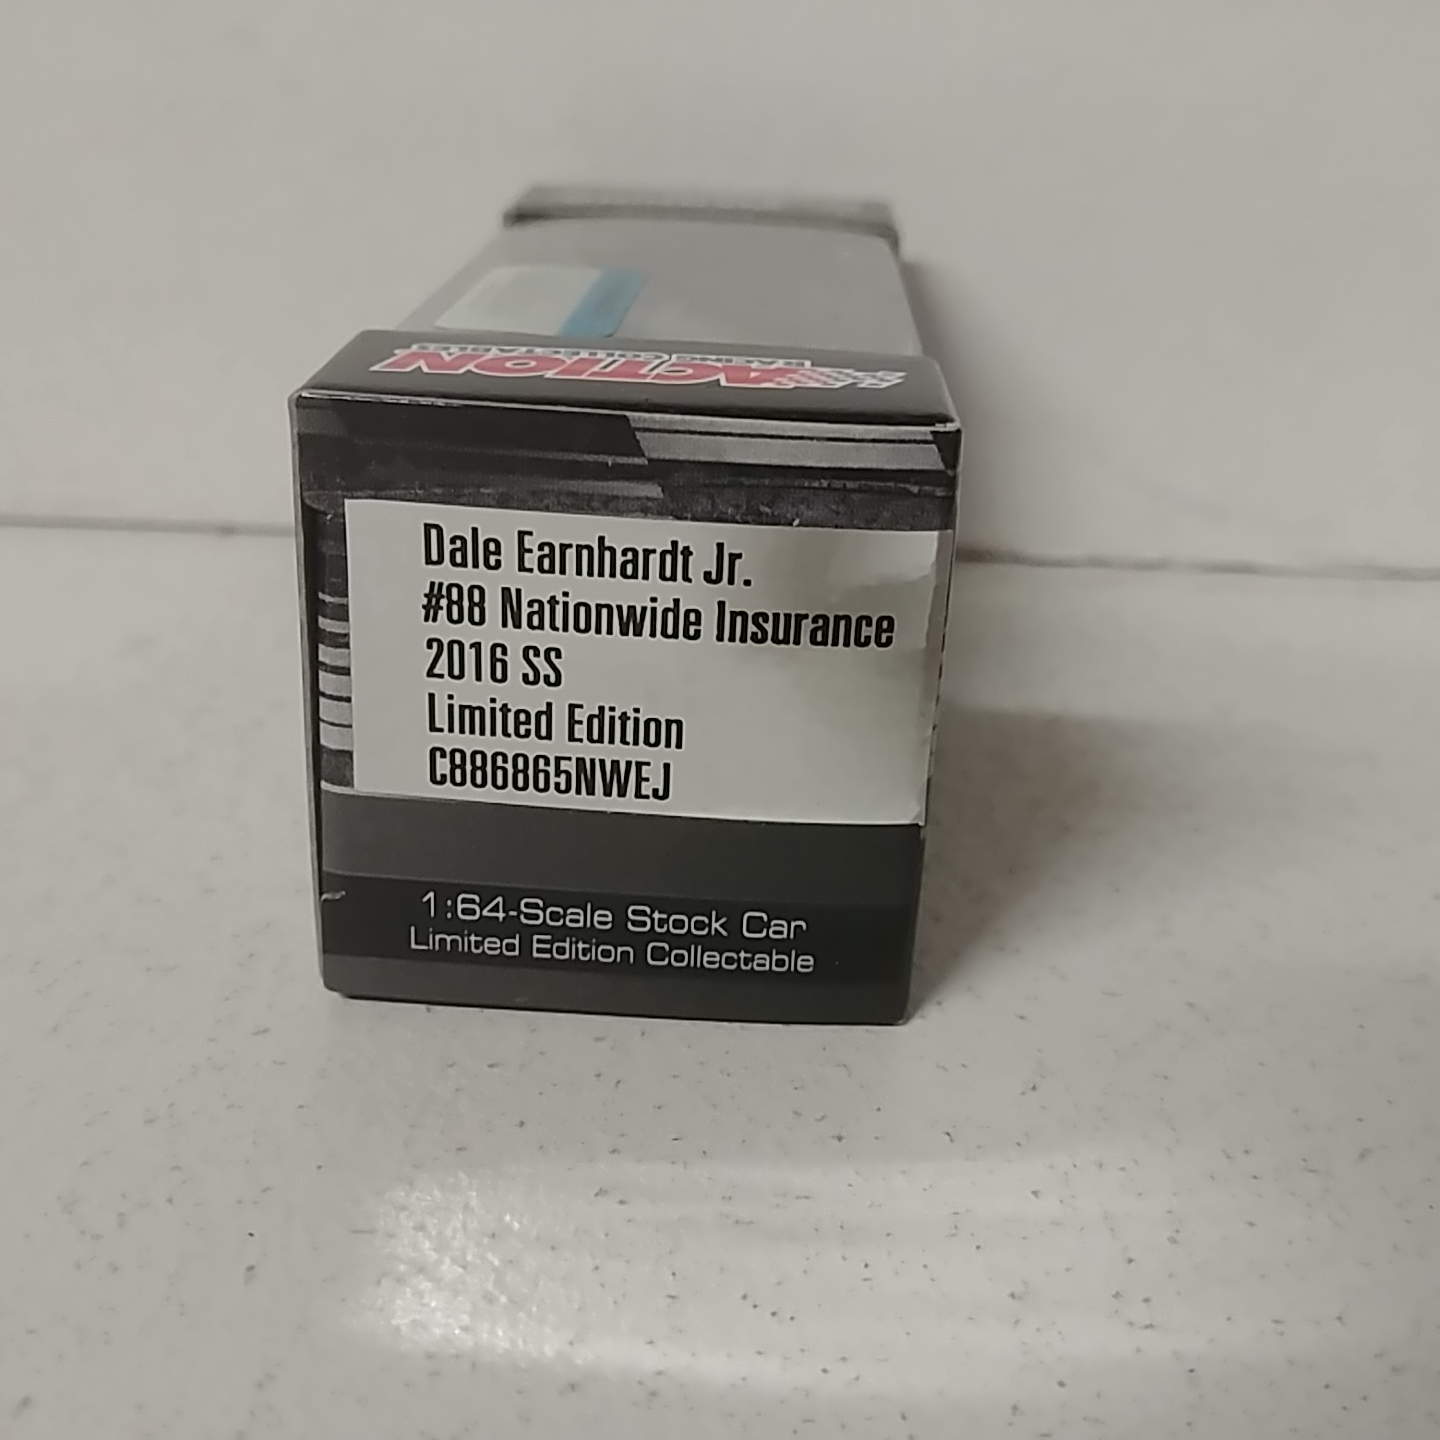 ACTION
RACING COLLECTABLES
Dale Earnhardt Jr.
#88 Nationwide Insurance
2016 SS
Limited Edition
C886865NWEJ
1:64-Scale Stock Car
Limited Edition Collectable